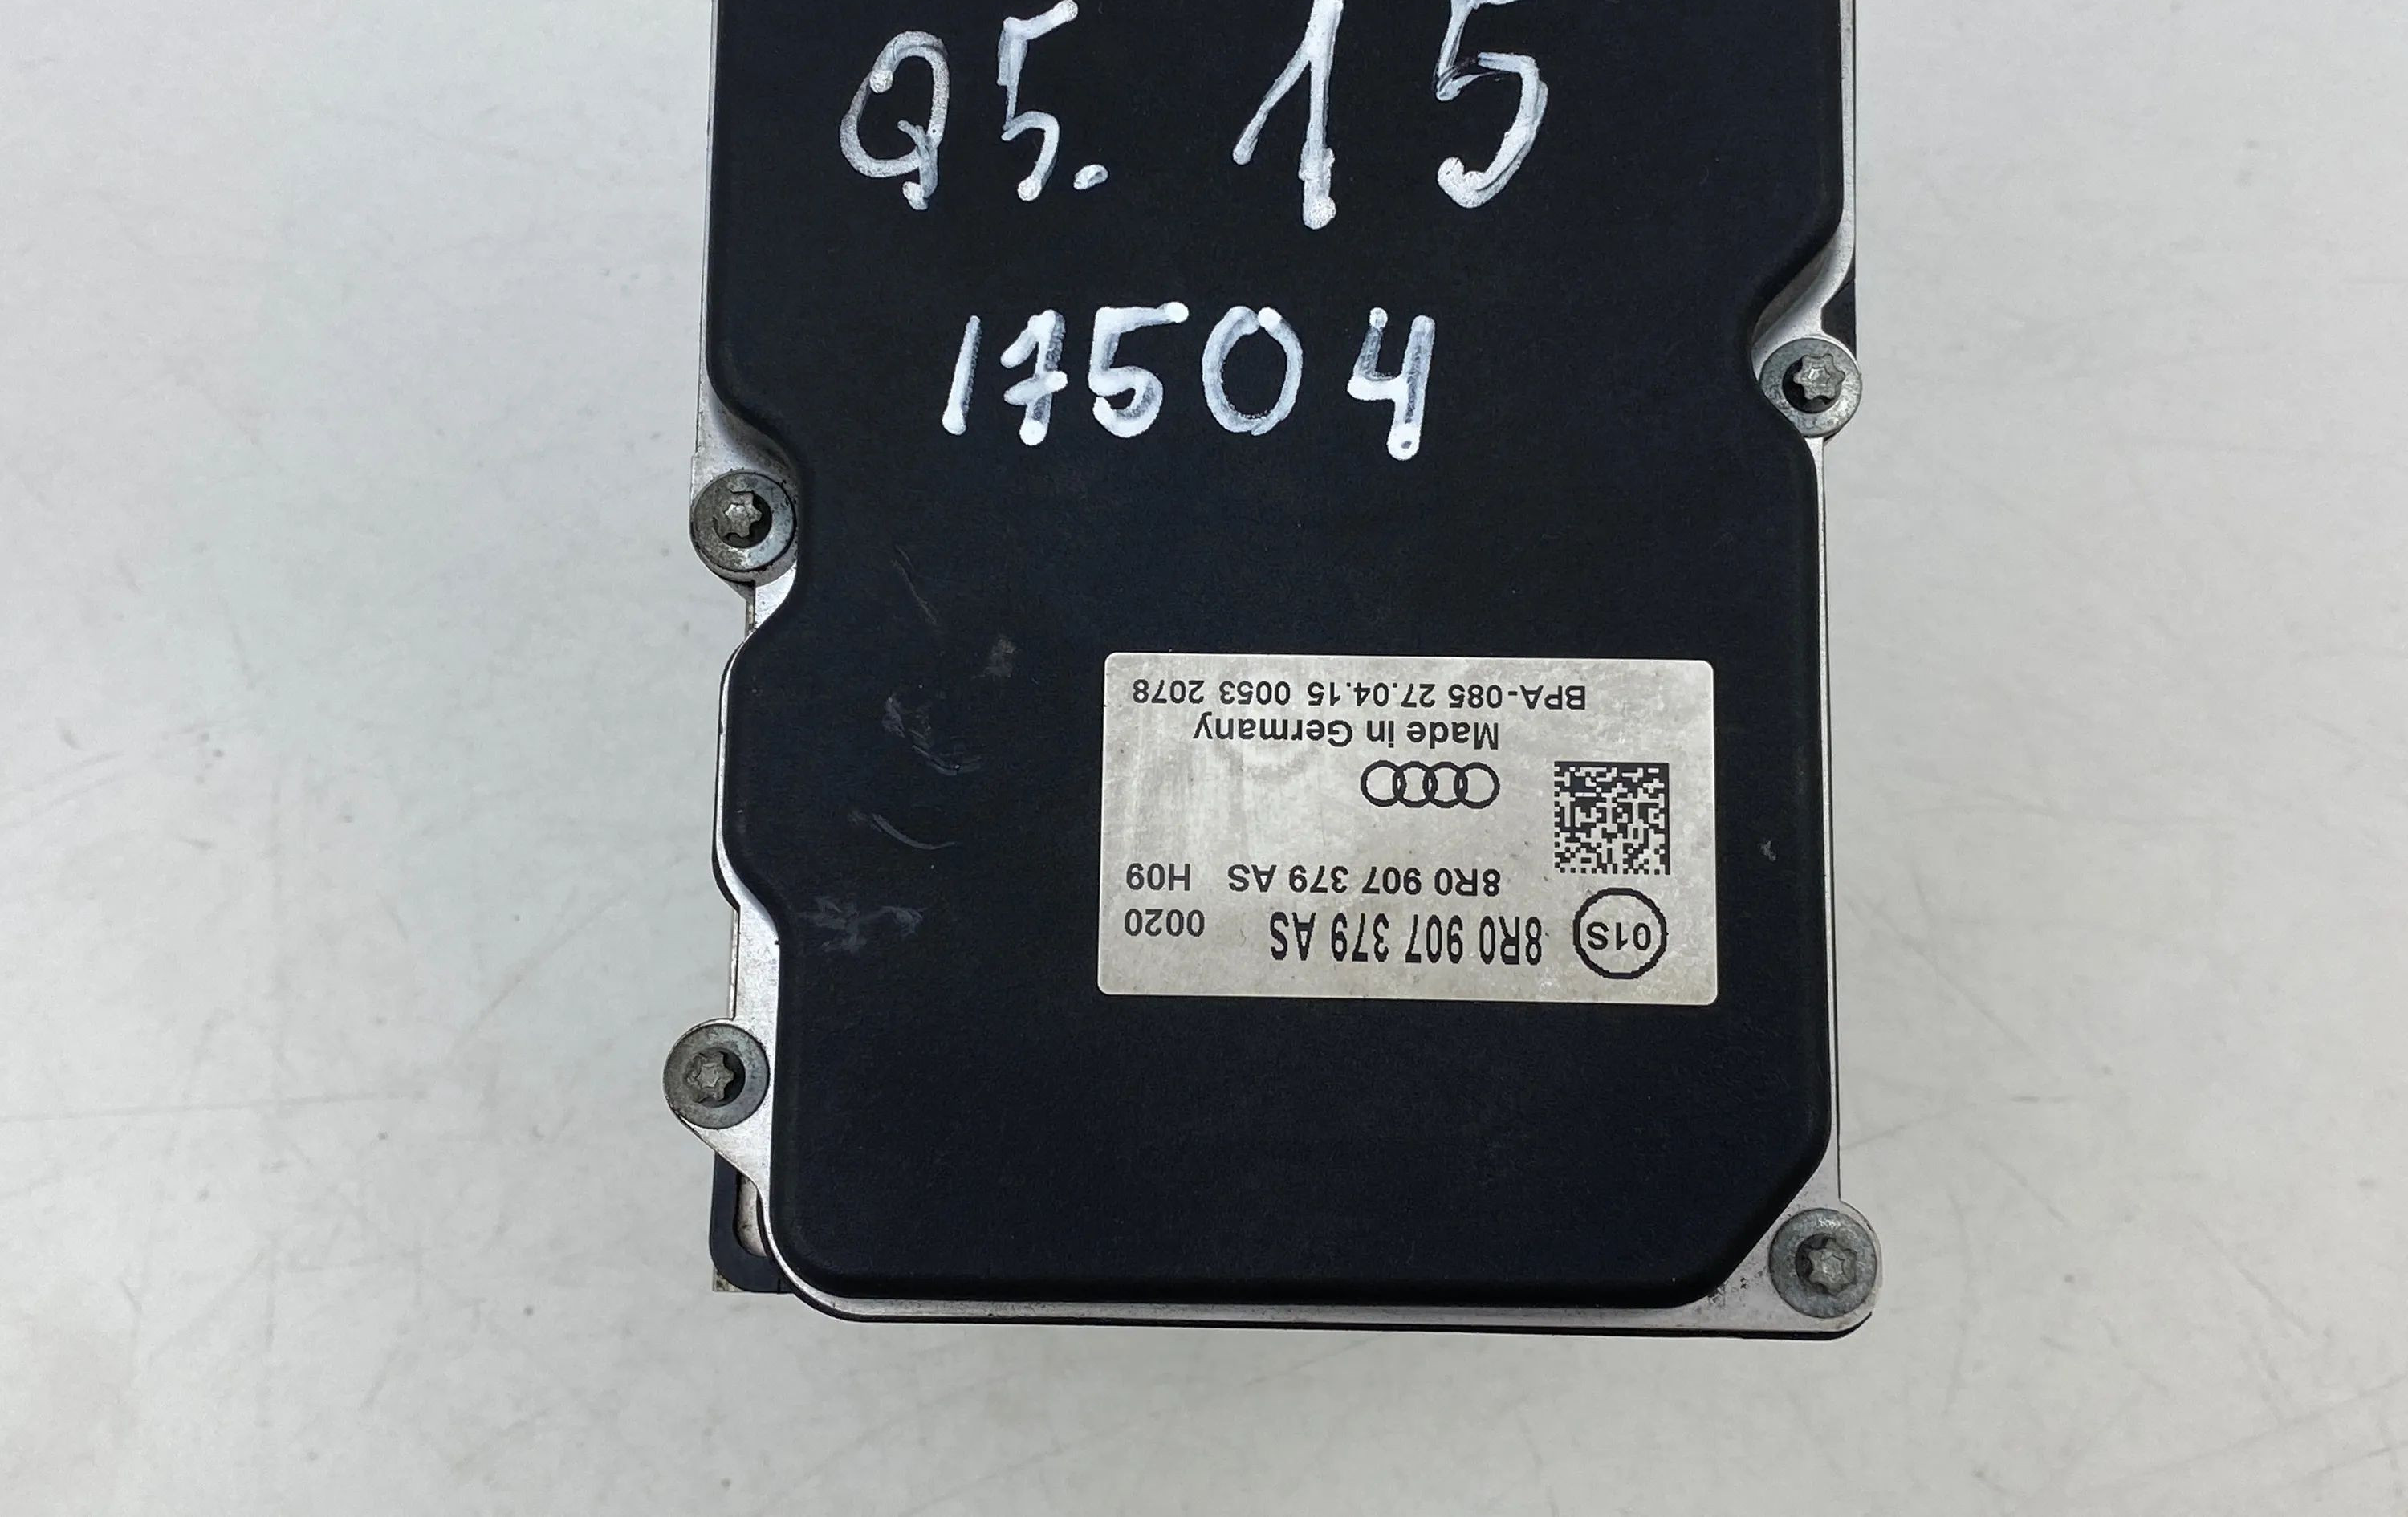 Q5. 15
17504
01S 8R0 907 379 AS 0020
8R0 907 379 AS H09
Made in Germany
BPA-085 27.04.15 0053 2078